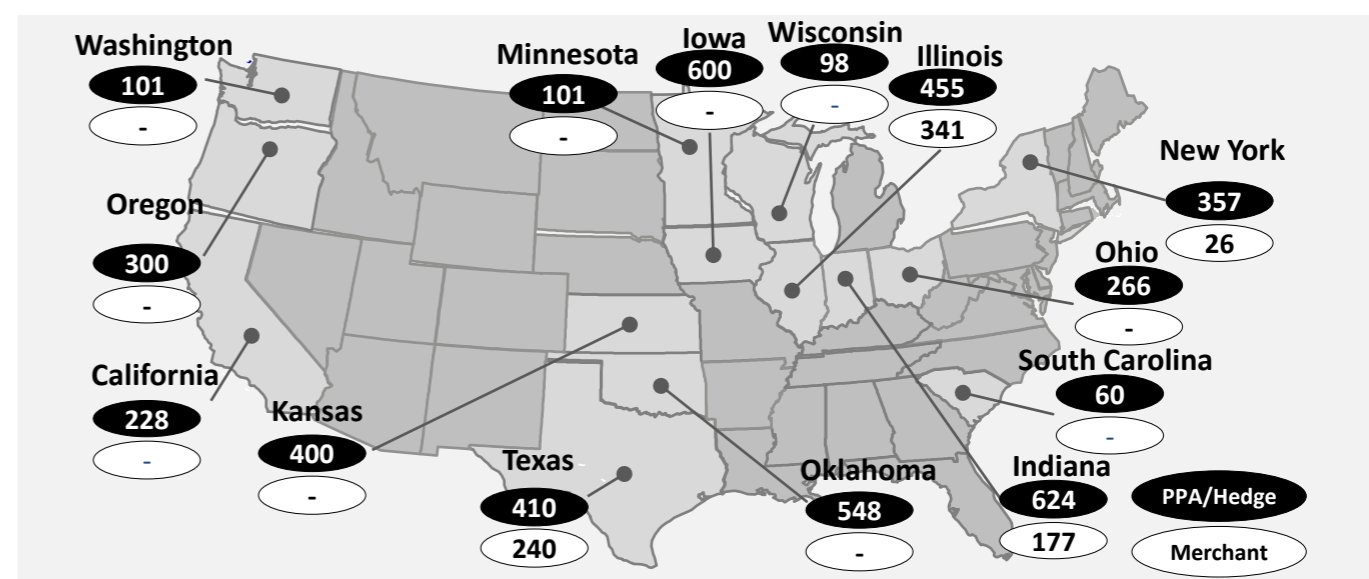 Washington
101
-
Oregon
300
-
California
228
-
Kansas
400
-
Minnesota
101
-
Iowa
600
-
Wisconsin
98
-
Illinois
455
341
New York
357
26
Ohio
266
-
South Carolina
60
-
Texas
410
240
Oklahoma
548
-
Indiana
624
177
PPA/Hedge
Merchant